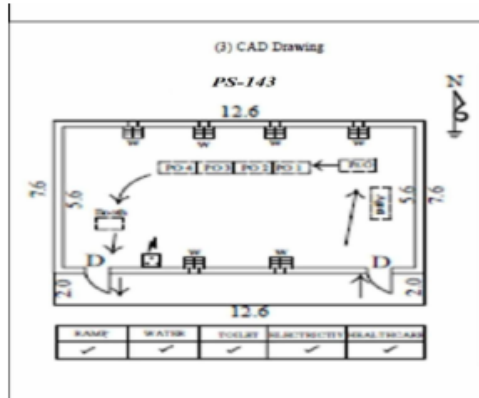 (3) CAD Drawing
PS-143
N
12.6
W W W W
PO 4 PO 3 PO 2 PO 1
7.6 5.6 5.6 7.6
W W
D D
2.0 2.0
12.6
RAMP WATER TOILET ELECTRICITY HEALTHCARE
✓ ✓ ✓ ✓ ✓